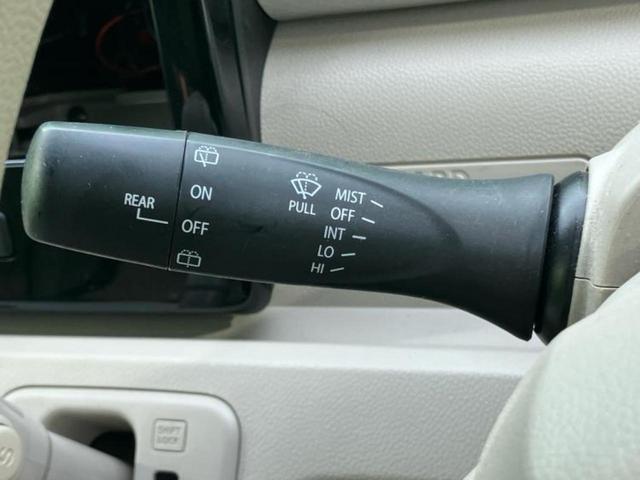 REAR
ON
OFF
PULL
MIST
OFF
INT
LO
HI
SHIFT
LOCK
S